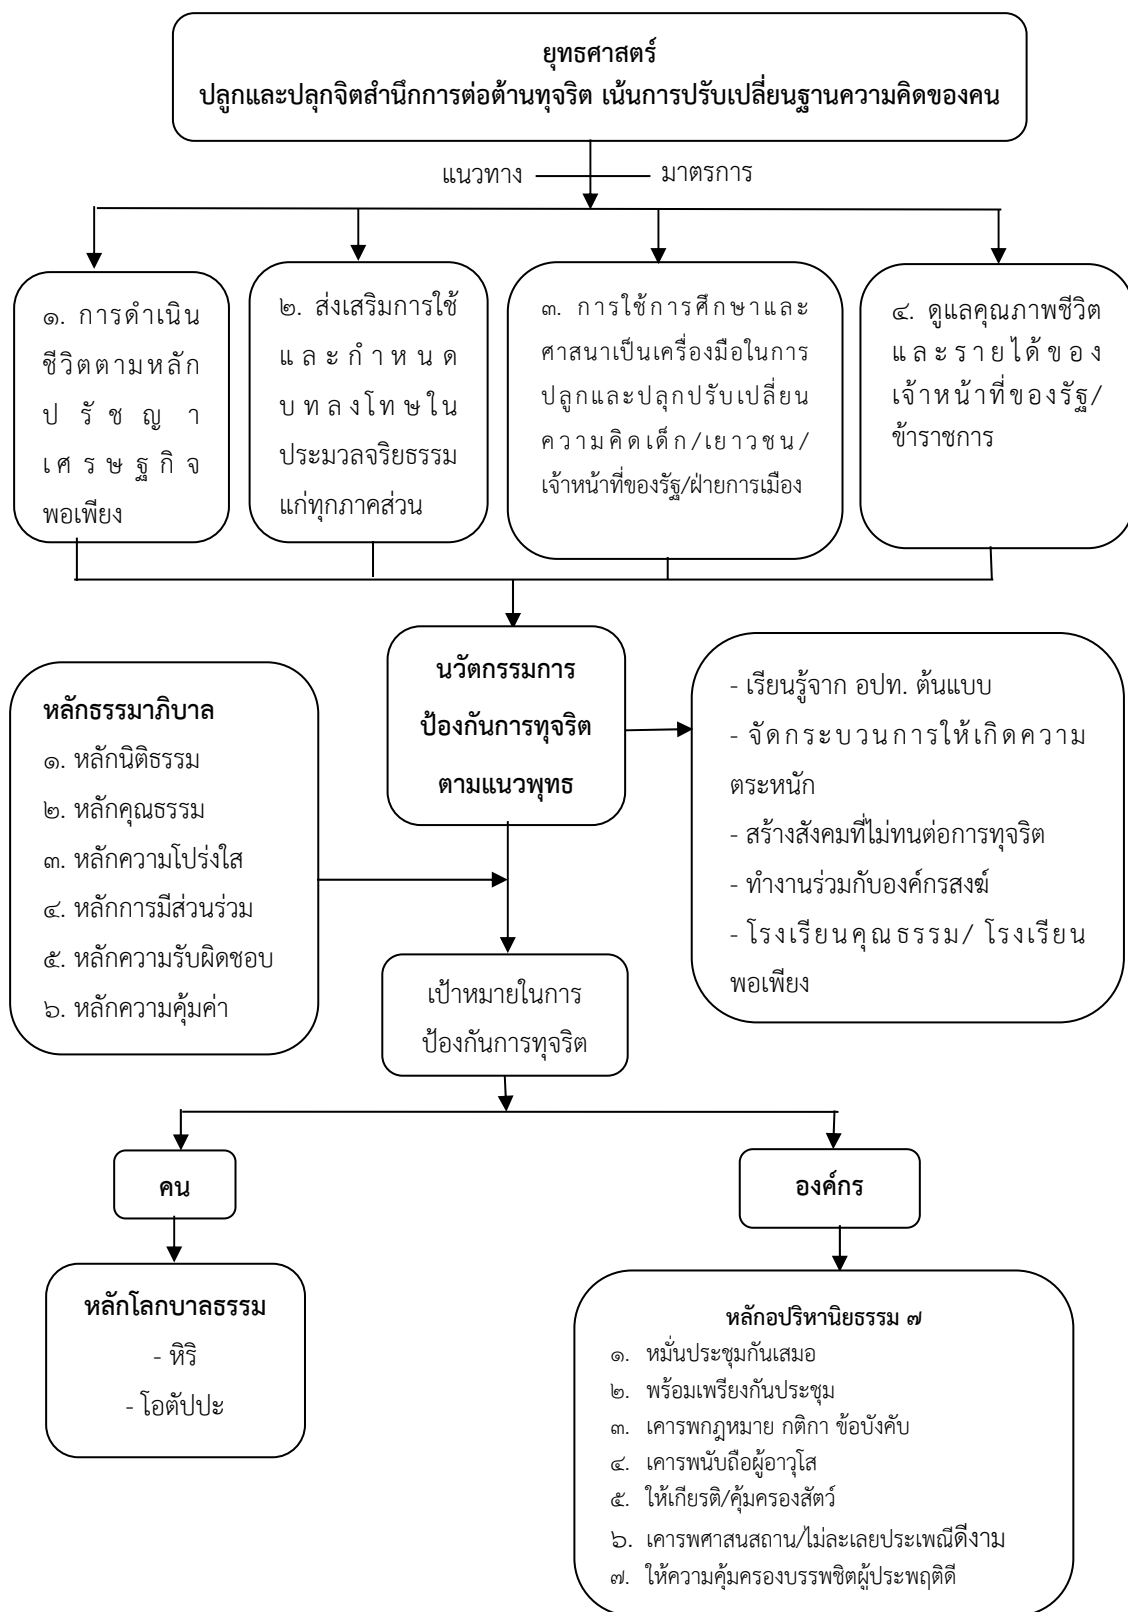 ยุทธศาสตร์
ปลูกและปลุกจิตสำนึกการต่อต้านทุจริต เน้นการปรับเปลี่ยนฐานความคิดของคน
แนวทาง
มาตรการ
๑. การดำเนิน
ชีวิตตามหลัก
ปรัชญา
เศรษฐกิจ
พอเพียง
๒. ส่งเสริมการใช้
และกำหนด
บทลงโทษใน
ประมวลจริยธรรม
แก่ทุกภาคส่วน
๓. การใช้การศึกษาและ
ศาสนาเป็นเครื่องมือในการ
ปลูกและปลุกปรับเปลี่ยน
ความคิดเด็ก/เยาวชน/
เจ้าหน้าที่ของรัฐ/ฝ่ายการเมือง
๔. ดูแลคุณภาพชีวิต
และรายได้ของ
เจ้าหน้าที่ของรัฐ/
ข้าราชการ
นวัตกรรมการ
ป้องกันการทุจริต
ตามแนวพุทธ
หลักธรรมาภิบาล
๑. หลักนิติธรรม
๒. หลักคุณธรรม
๓. หลักความโปร่งใส
๔. หลักการมีส่วนร่วม
๕. หลักความรับผิดชอบ
๖. หลักความคุ้มค่า
- เรียนรู้จาก อปท. ต้นแบบ
- จัดกระบวนการให้เกิดความ
ตระหนัก
- สร้างสังคมที่ไม่ทนต่อการทุจริต
- ทำงานร่วมกับองค์กรสงฆ์
- โรงเรียนคุณธรรม/ โรงเรียน
พอเพียง
เป้าหมายในการ
ป้องกันการทุจริต
คน
องค์กร
หลักโลกบาลธรรม
- หิริ
- โอตัปปะ
หลักอปริหานิยธรรม ๗
๑. หมั่นประชุมกันเสมอ
๒. พร้อมเพรียงกันประชุม
๓. เคารพกฎหมาย กติกา ข้อบังคับ
๔. เคารพนับถือผู้อาวุโส
๕. ให้เกียรติ/คุ้มครองสัตว์
๖. เคารพศาสนสถาน/ไม่ละเลยประเพณีดีงาม
๗. ให้ความคุ้มครองบรรพชิตผู้ประพฤติดี